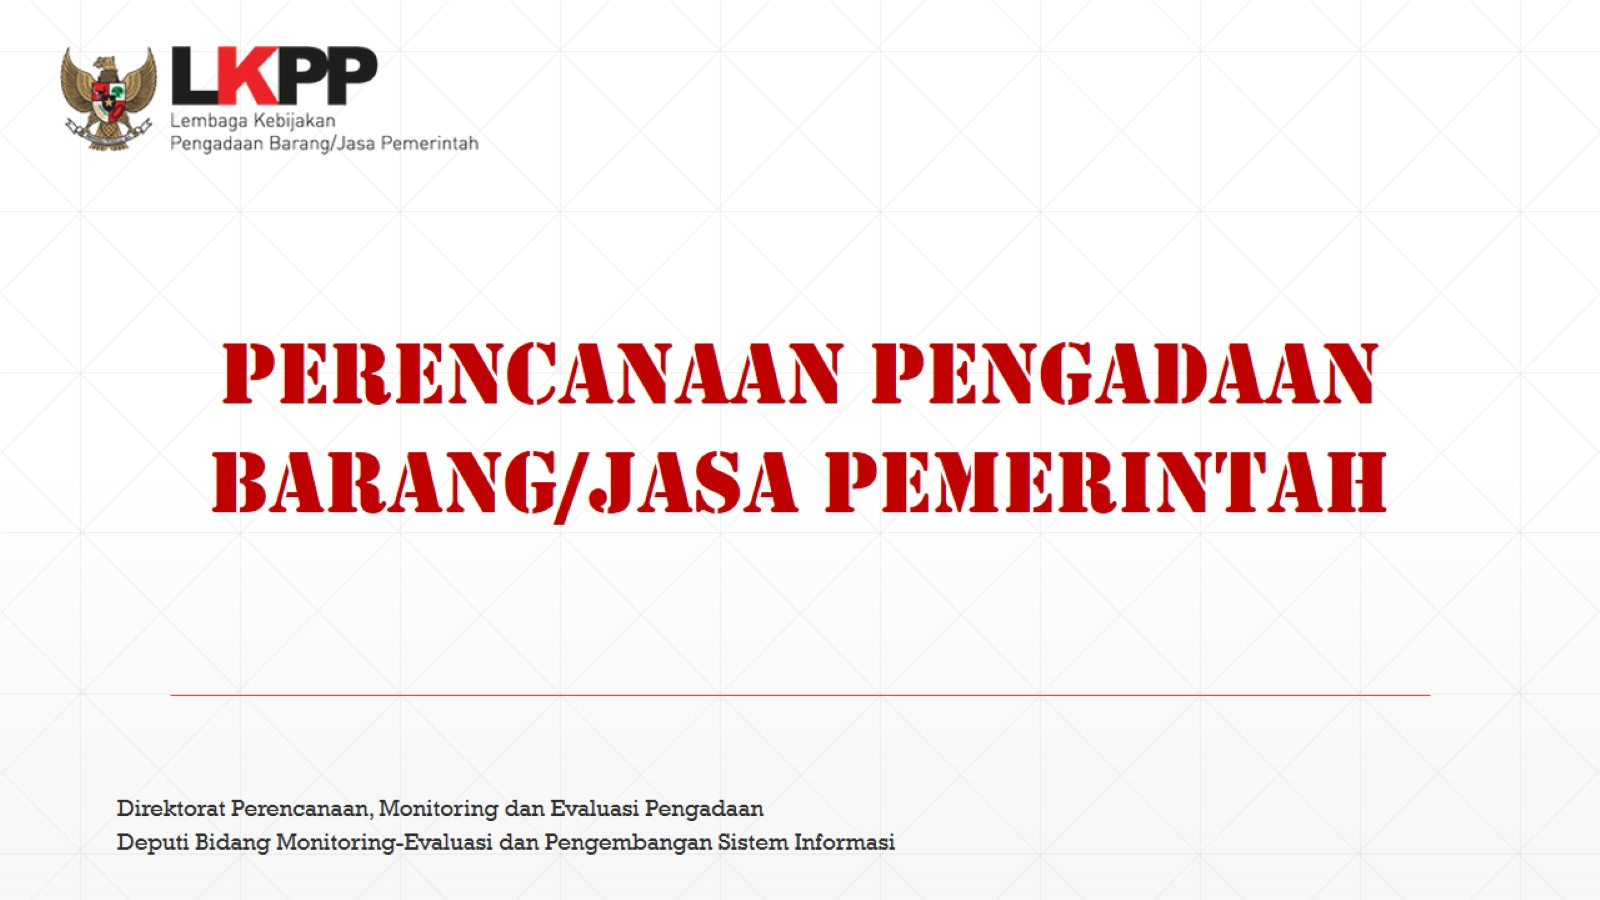 LKPP
Lembaga Kebijakan
Pengadaan Barang/Jasa Pemerintah
PERENCANAAN PENGADAAN
BARANG/JASA PEMERINTAH
Direktorat Perencanaan, Monitoring dan Evaluasi Pengadaan
Deputi Bidang Monitoring-Evaluasi dan Pengembangan Sistem Informasi